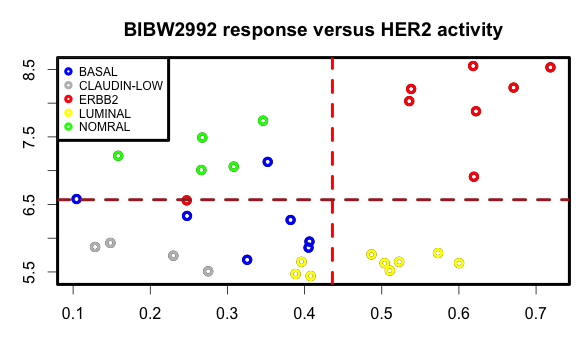 BIBW2992 response versus HER2 activity
BASAL
CLAUDIN-LOW
ERBB2
LUMINAL
NOMRAL
8.5
7.5
6.5
5.5
0.1 0.2 0.3 0.4 0.5 0.6 0.7